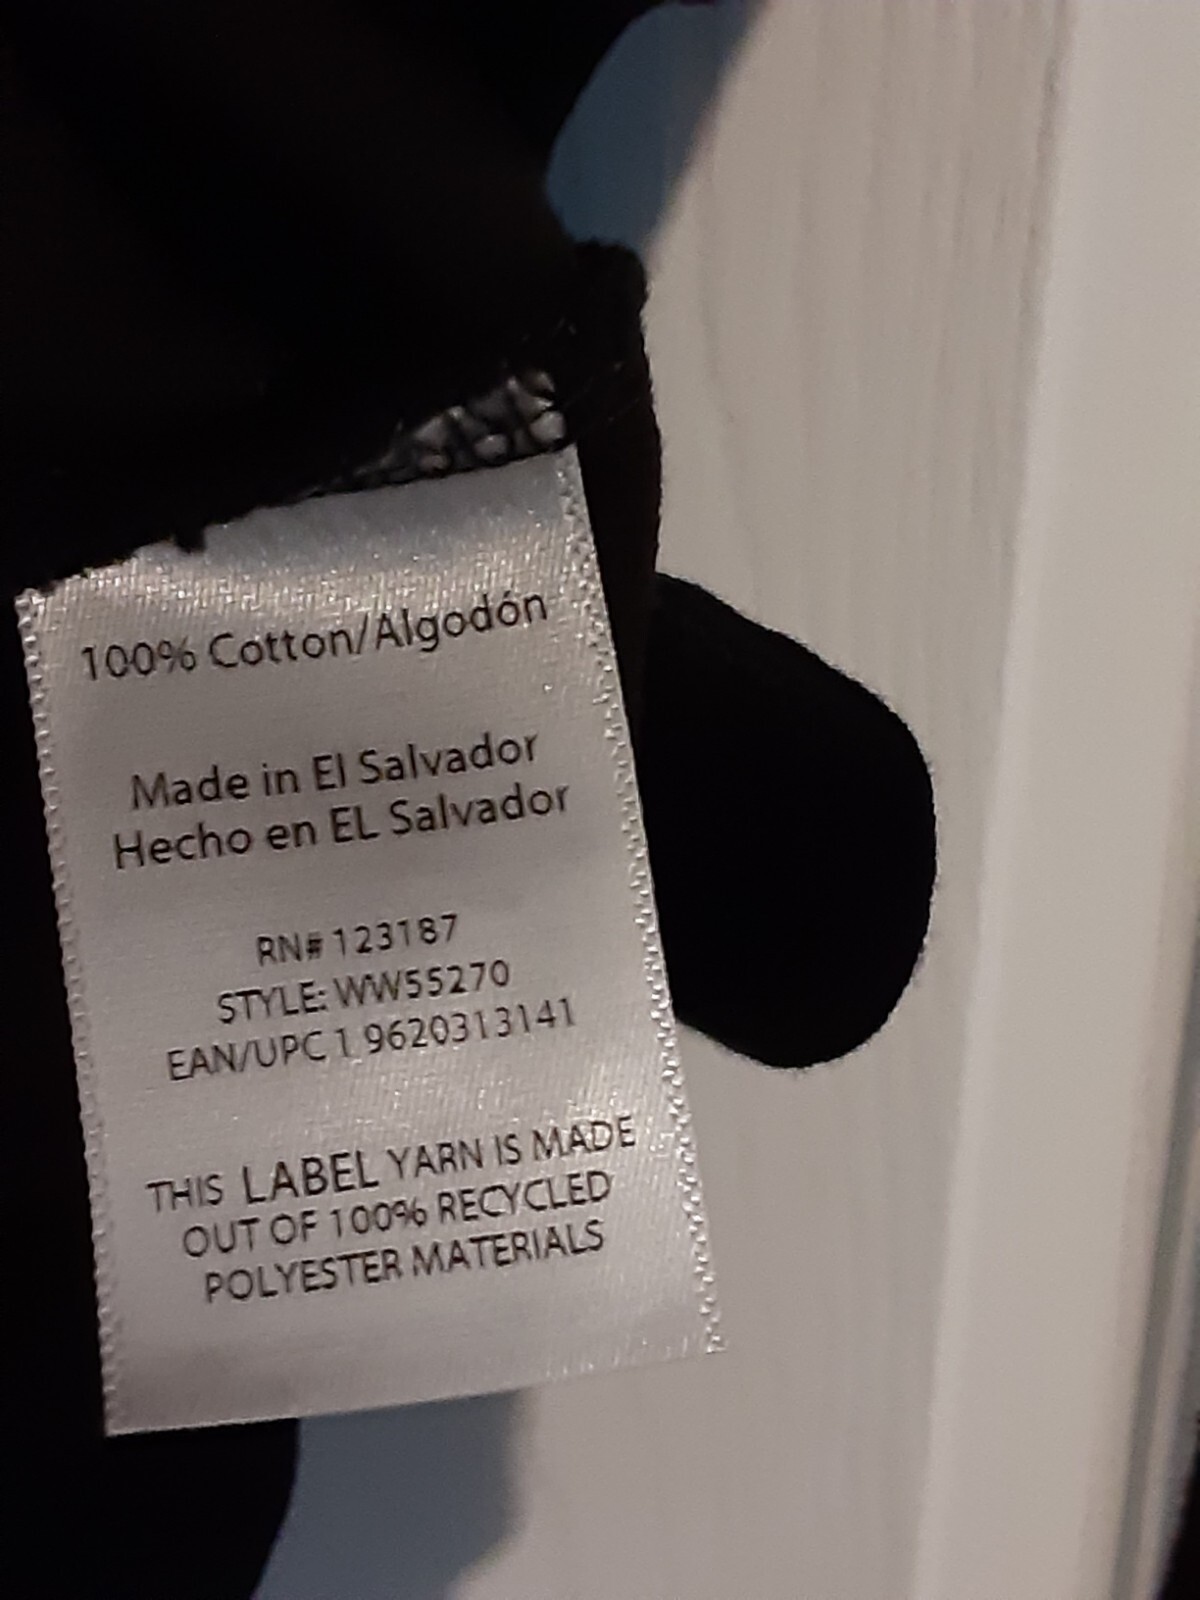 100% Cotton/Algodón
Made in El Salvador
Hecho en EL Salvador
RN# 123187
STYLE: WW55270
EAN/UPC 1 9620313141
THIS LABEL YARN IS MADE
OUT OF 100% RECYCLED
POLYESTER MATERIALS